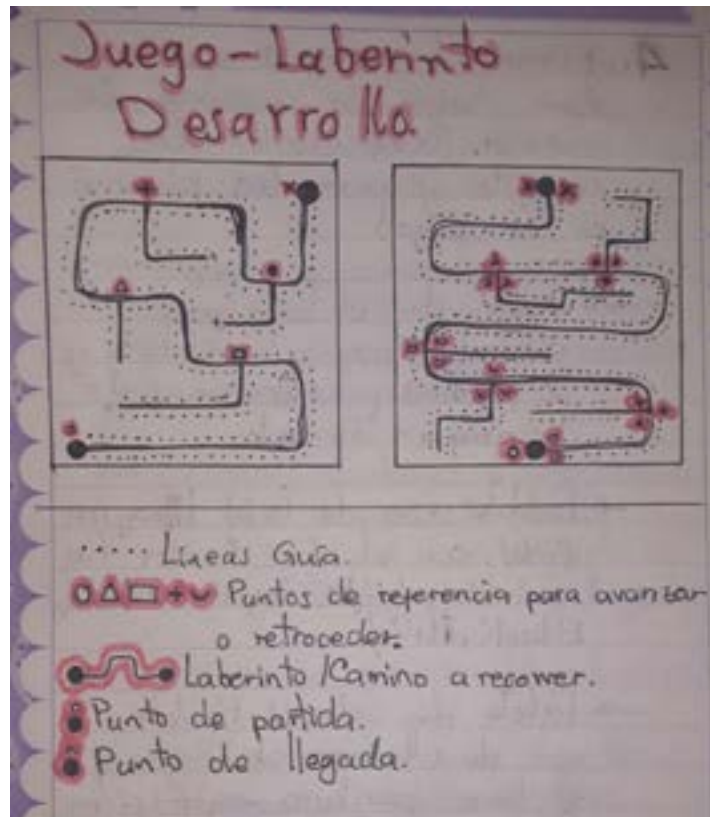 Juego-Laberinto
Desarrolla
..... Líneas Guía.
Puntos de referencia para avanzar
o retroceder.
Laberinto/Camino a recorrer.
Punto de partida.
Punto de llegada.